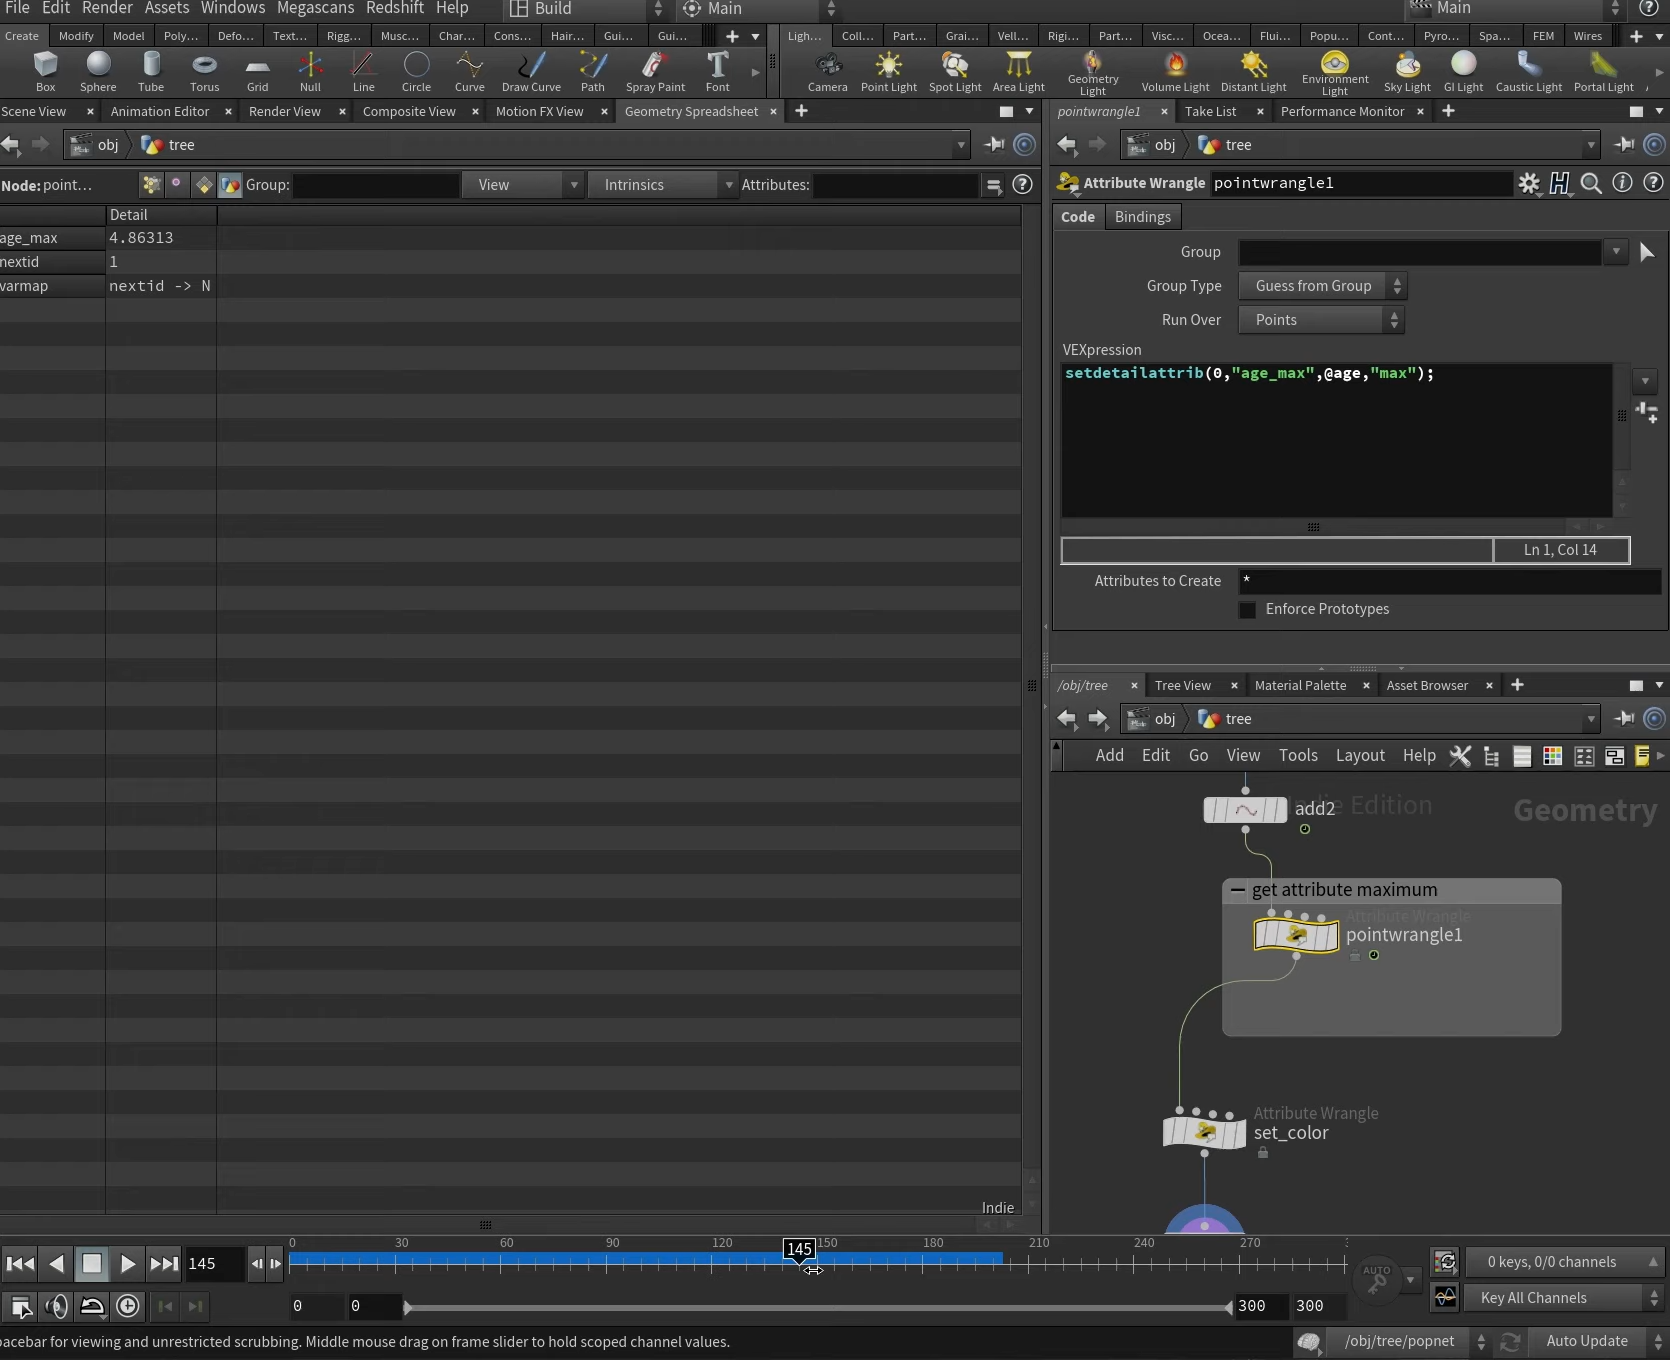 File Edit Render Assets Windows Megascans Redshift Help Build Main Main
Create Modify Model Poly... Defo... Text... Rigg... Musc... Char... Cons... Hair... Gui... Gui... Ligh... Coll... Part... Grai... Vell... Rigi... Part... Visc... Ocea... Flui... Popu... Cont... Pyro... Spa... FEM Wires
Box Sphere Tube Torus Grid Null Line Circle Curve Draw Curve Path Spray Paint Font Camera Point Light Spot Light Area Light Geometry Light Volume Light Distant Light Environment Light Sky Light GI Light Caustic Light Portal Light
Scene View Animation Editor Render View Composite View Motion FX View Geometry Spreadsheet
obj tree
Node: point... Group: View Intrinsics Attributes:
Detail
age_max 4.86313
nextid 1
varmap nextid -> N
Indie
pointwrangle1 Take List Performance Monitor
obj tree
Attribute Wrangle pointwrangle1
Code Bindings
Group
Group Type Guess from Group
Run Over Points
VEXpression
setdetailattrib(0,"age_max",@age,"max");
Ln 1, Col 14
Attributes to Create *
Enforce Prototypes
/obj/tree Tree View Material Palette Asset Browser
obj tree
Add Edit Go View Tools Layout Help
Indie Edition Geometry
add2
get attribute maximum
Attribute Wrangle
pointwrangle1
Attribute Wrangle
set_color
145 0 30 60 90 120 145 150 180 210 240 270
AUTO
0 keys, 0/0 channels
0 0 300 300
Key All Channels
pacebar for viewing and unrestricted scrubbing. Middle mouse drag on frame slider to hold scoped channel values.
/obj/tree/popnet Auto Update